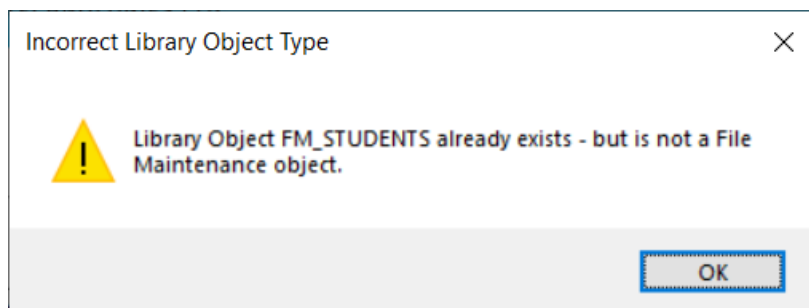 Incorrect Library Object Type
Library Object FM_STUDENTS already exists - but is not a File
Maintenance object.
OK